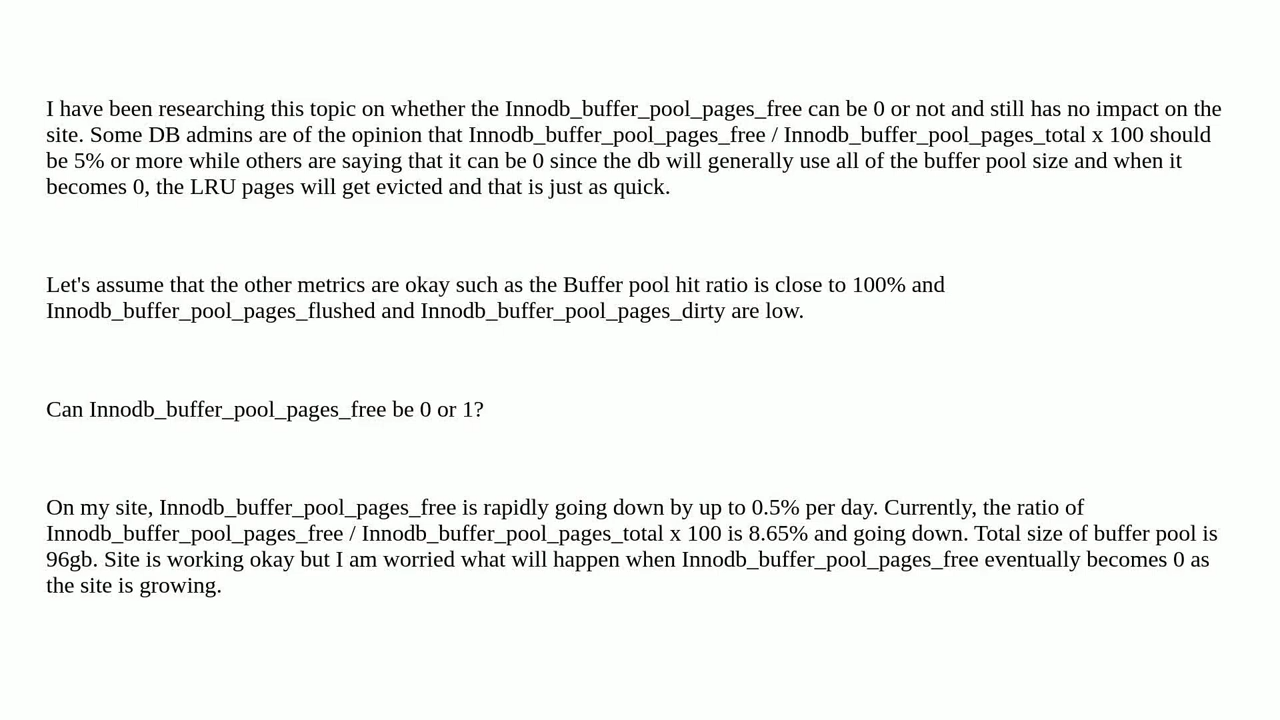 I have been researching this topic on whether the Innodb_buffer_pool_pages_free can be 0 or not and still has no impact on the
site. Some DB admins are of the opinion that Innodb_buffer_pool_pages_free / Innodb_buffer_pool_pages_total x 100 should
be 5% or more while others are saying that it can be 0 since the db will generally use all of the buffer pool size and when it
becomes 0, the LRU pages will get evicted and that is just as quick.
Let's assume that the other metrics are okay such as the Buffer pool hit ratio is close to 100% and
Innodb_buffer_pool_pages_flushed and Innodb_buffer_pool_pages_dirty are low.
Can Innodb_buffer_pool_pages_free be 0 or 1?
On my site, Innodb_buffer_pool_pages_free is rapidly going down by up to 0.5% per day. Currently, the ratio of
Innodb_buffer_pool_pages_free / Innodb_buffer_pool_pages_total x 100 is 8.65% and going down. Total size of buffer pool is
96gb. Site is working okay but I am worried what will happen when Innodb_buffer_pool_pages_free eventually becomes 0 as
the site is growing.